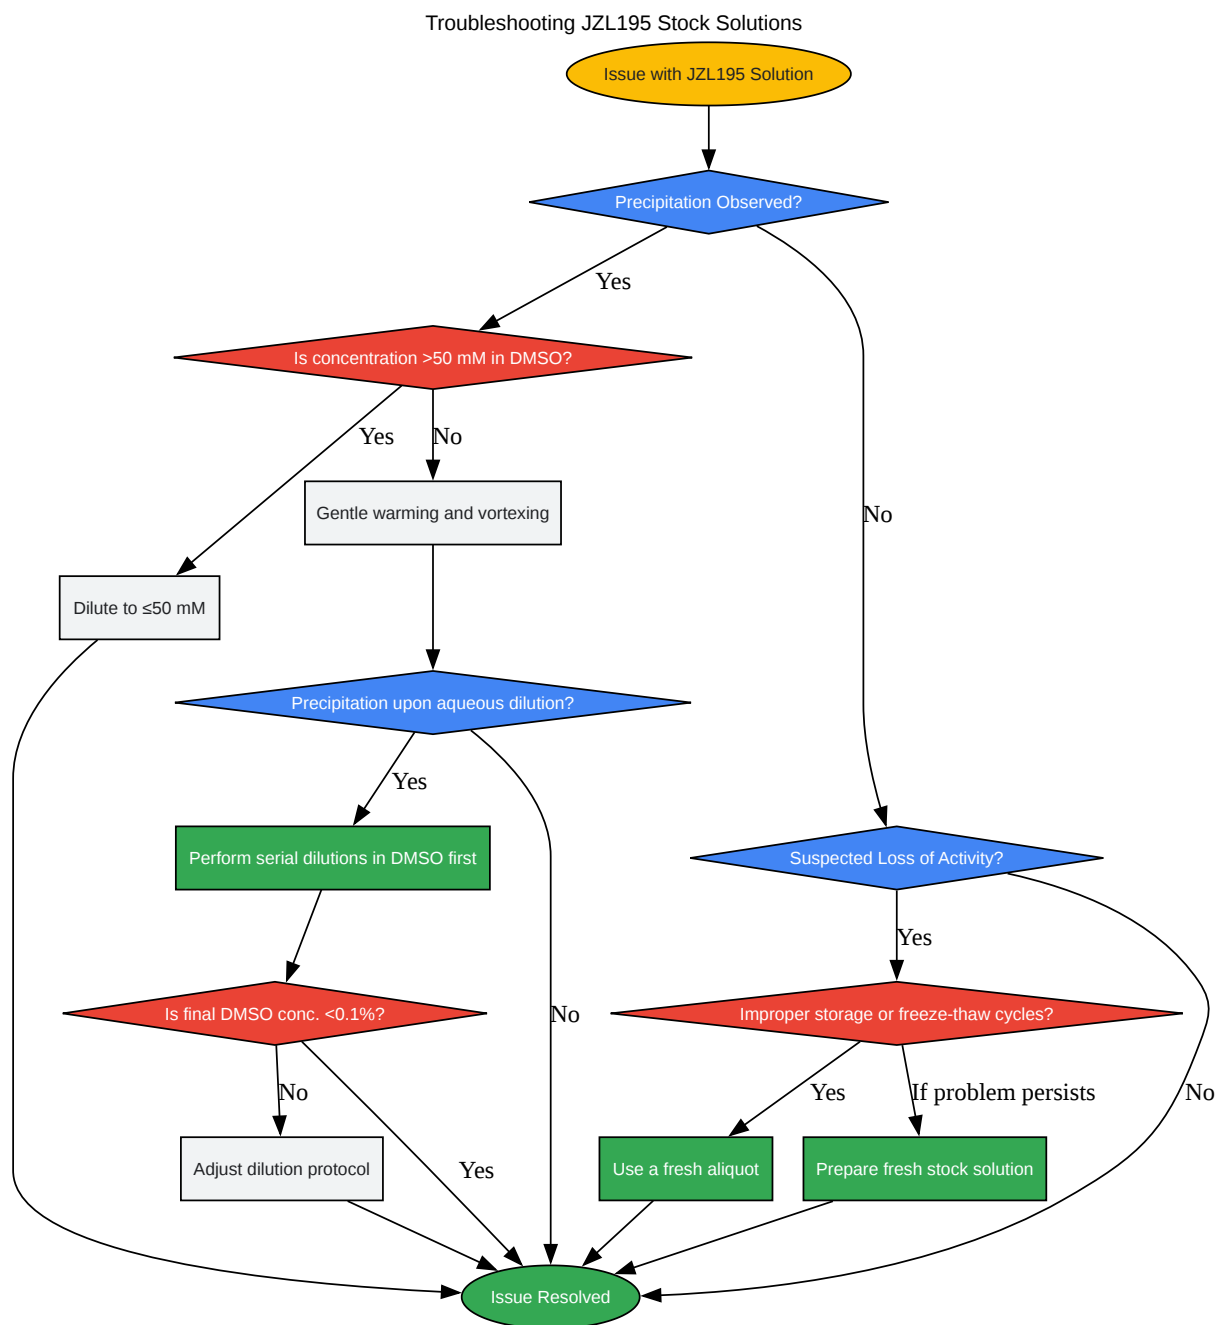 Troubleshooting JZL195 Stock Solutions
Issue with JZL195 Solution
Precipitation Observed?
Yes
Is concentration >50 mM in DMSO?
Yes
No
Gentle warming and vortexing
No
Dilute to ≤50 mM
Precipitation upon aqueous dilution?
Yes
Perform serial dilutions in DMSO first
Suspected Loss of Activity?
Yes
Is final DMSO conc. <0.1%?
No
Improper storage or freeze-thaw cycles?
No
Yes
If problem persists
No
Adjust dilution protocol
Yes
Use a fresh aliquot
Prepare fresh stock solution
Issue Resolved